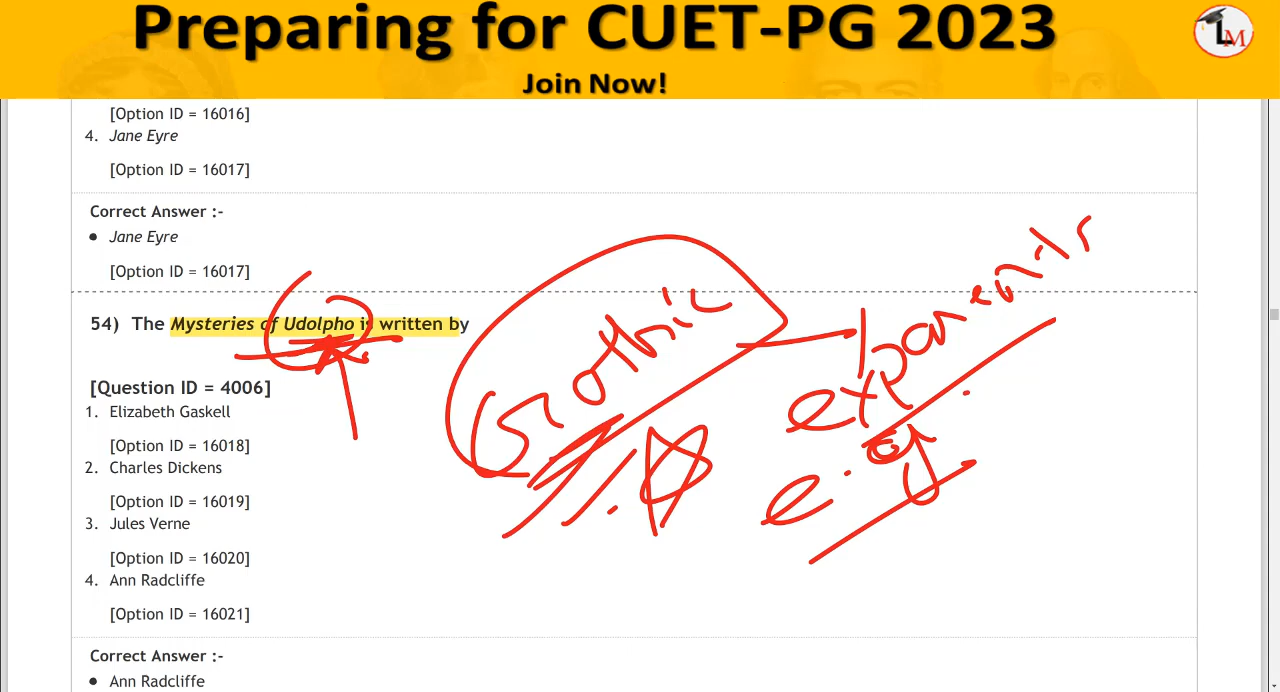 Preparing for CUET-PG 2023
Join Now!
LM
[Option ID = 16016]
4. Jane Eyre
[Option ID = 16017]
Correct Answer :-
• Jane Eyre
[Option ID = 16017]
54) The Mysteries of Udolpho is written by
Gothic
exponents
e.g
[Question ID = 4006]
1. Elizabeth Gaskell
[Option ID = 16018]
2. Charles Dickens
[Option ID = 16019]
3. Jules Verne
[Option ID = 16020]
4. Ann Radcliffe
[Option ID = 16021]
Correct Answer :-
• Ann Radcliffe